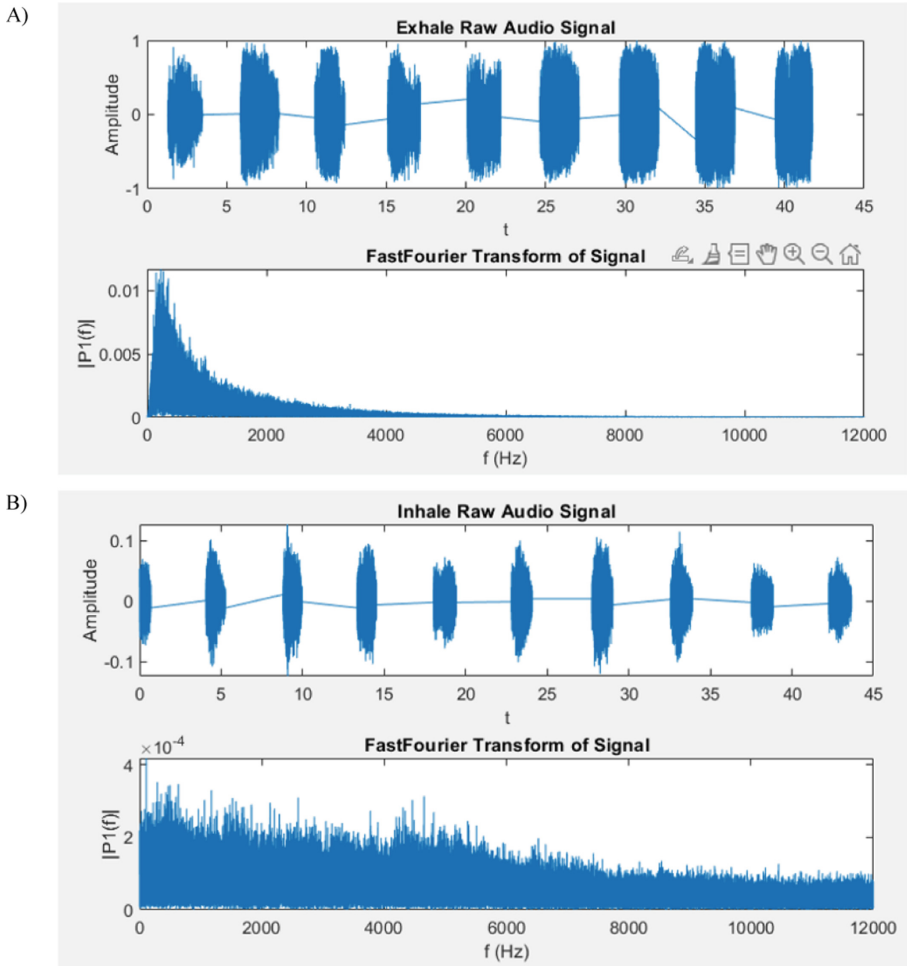 A)
Exhale Raw Audio Signal
1
0
-1
Amplitude
0 5 10 15 20 25 30 35 40 45
t
FastFourier Transform of Signal
0.01
0.005
0
|P1(f)|
0 2000 4000 6000 8000 10000 12000
f (Hz)
B)
Inhale Raw Audio Signal
0.1
0
-0.1
Amplitude
0 5 10 15 20 25 30 35 40 45
t
×10⁻⁴
FastFourier Transform of Signal
4
2
0
|P1(f)|
0 2000 4000 6000 8000 10000 12000
f (Hz)